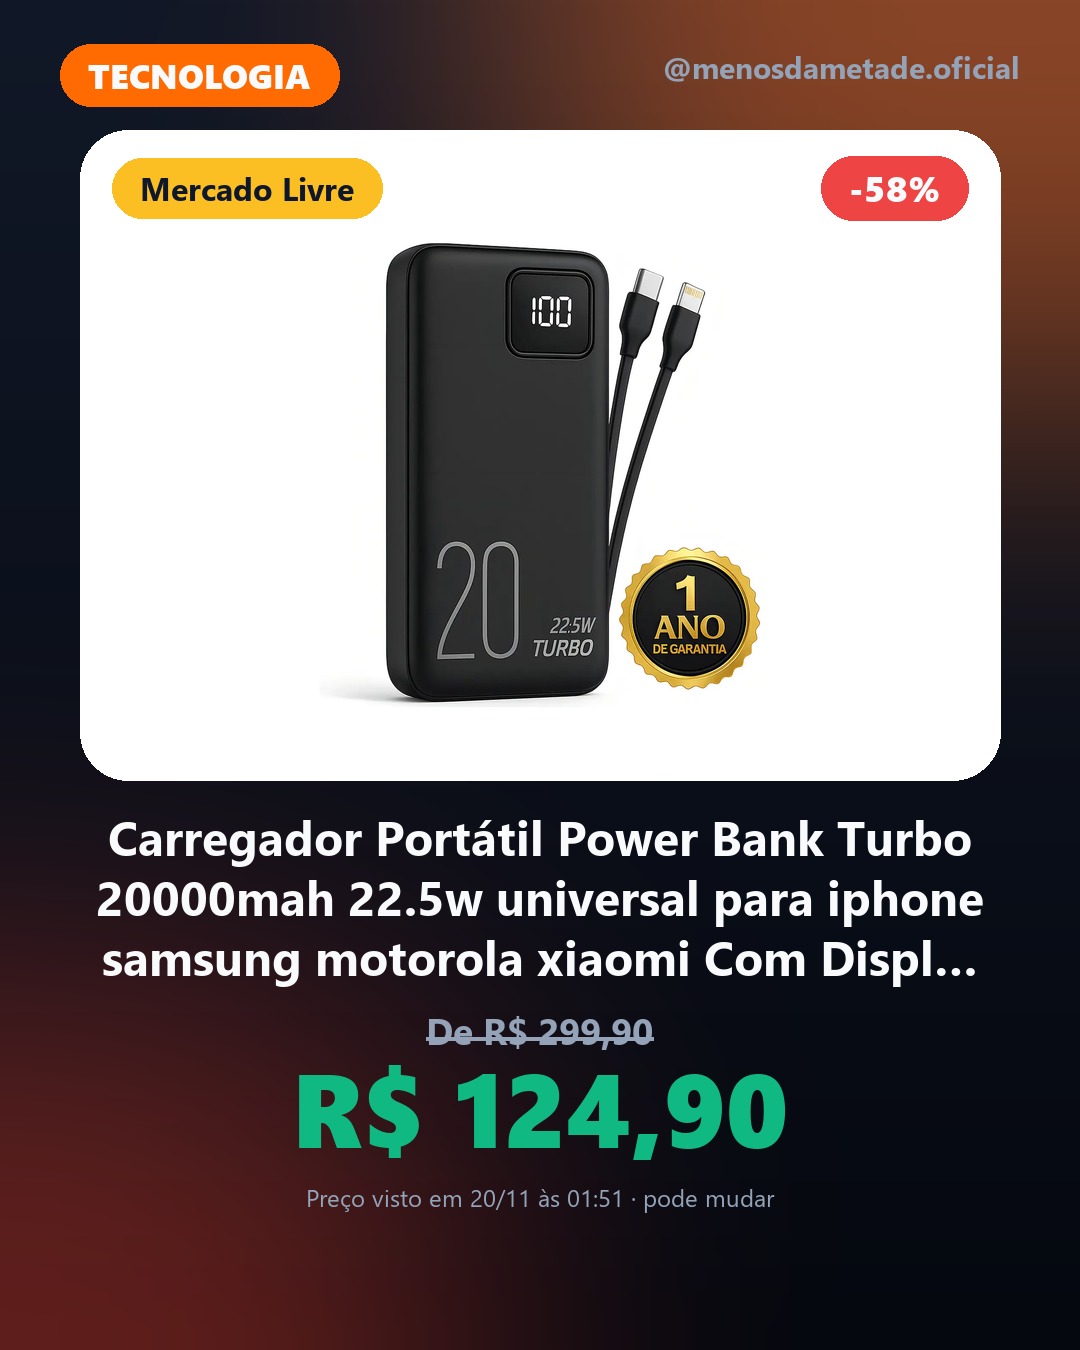 TECNOLOGIA
@menosdametade.oficial
Mercado Livre
-58%
100
20
22.5W
TURBO
1
ANO
DE GARANTIA
Carregador Portátil Power Bank Turbo
20000mah 22.5w universal para iphone
samsung motorola xiaomi Com Displ...
De R$ 299,90
R$ 124,90
Preço visto em 20/11 às 01:51 · pode mudar